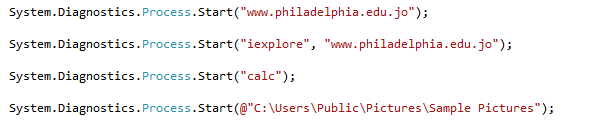 System.Diagnostics.Process.Start("www.philadelphia.edu.jo");
System.Diagnostics.Process.Start("iexplore", "www.philadelphia.edu.jo");
System.Diagnostics.Process.Start("calc");
System.Diagnostics.Process.Start(@"C:\Users\Public\Pictures\Sample Pictures");